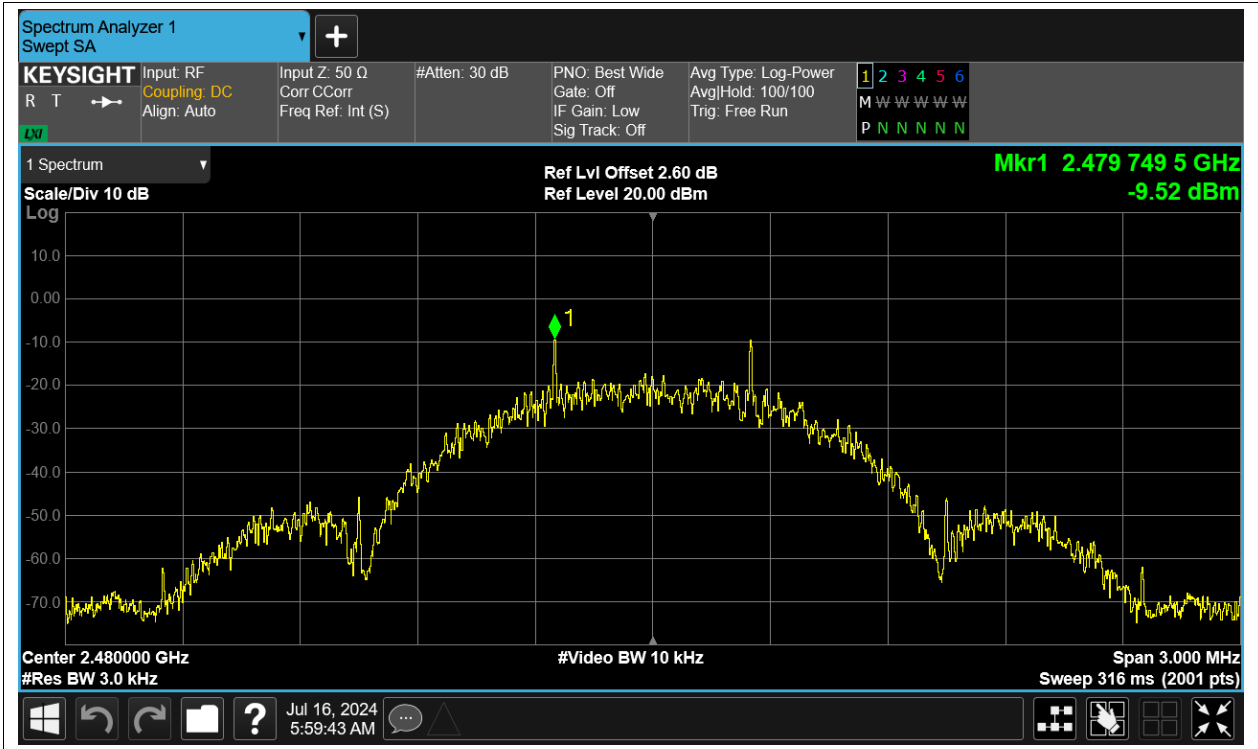 Spectrum Analyzer 1
Swept SA
+
KEYSIGHT
R T
LXI
Input: RF
Coupling: DC
Align: Auto
Input Z: 50 Ω
Corr CCorr
Freq Ref: Int (S)
#Atten: 30 dB
PNO: Best Wide
Gate: Off
IF Gain: Low
Sig Track: Off
Avg Type: Log-Power
Avg|Hold: 100/100
Trig: Free Run
1 2 3 4 5 6
M W W W W W
P N N N N N
1 Spectrum
Scale/Div 10 dB
Log
Ref Lvl Offset 2.60 dB
Ref Level 20.00 dBm
Mkr1 2.479 749 5 GHz
-9.52 dBm
10.0
0.00
1
-10.0
-20.0
-30.0
-40.0
-50.0
-60.0
-70.0
Center 2.480000 GHz
#Video BW 10 kHz
Span 3.000 MHz
#Res BW 3.0 kHz
Sweep 316 ms (2001 pts)
?
Jul 16, 2024
5:59:43 AM